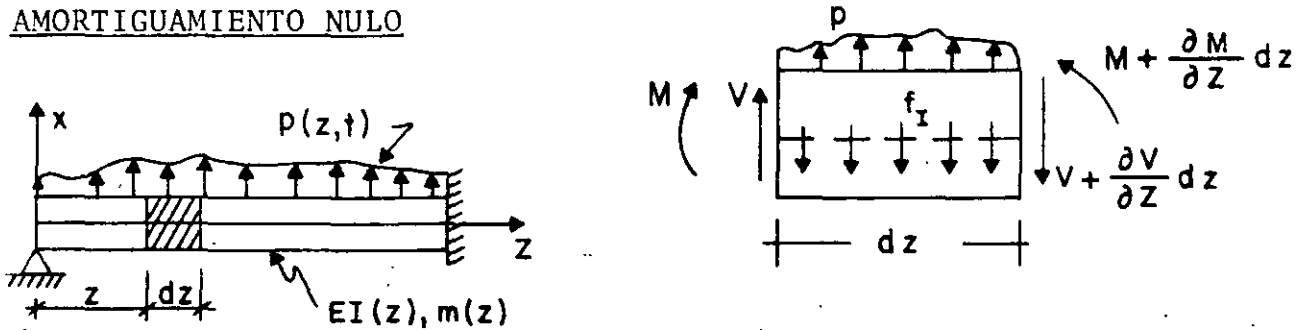 AMORTIGUAMIENTO NULO
x
p(z,t)
z
z
dz
EI(z), m(z)
p
M
V
f_I
M + ∂M/∂z dz
V + ∂V/∂z dz
dz